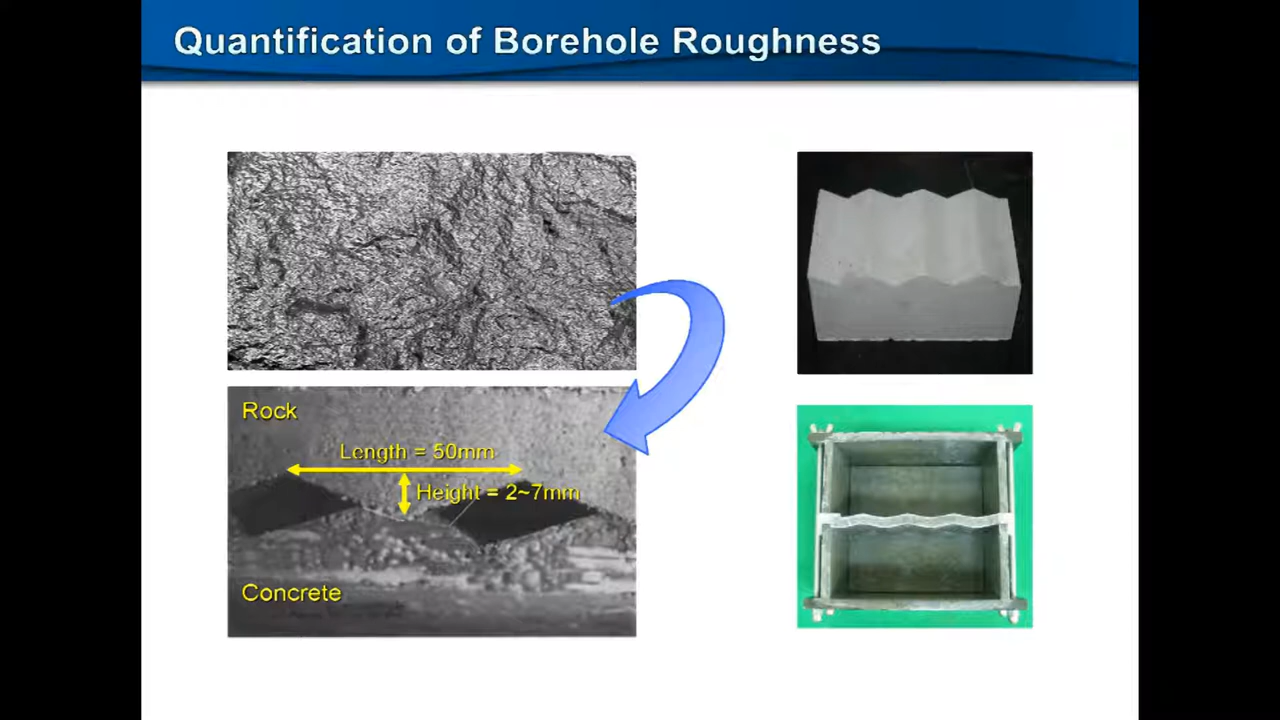 Quantification of Borehole Roughness
Rock
Length = 50mm
Height = 2~7mm
Concrete